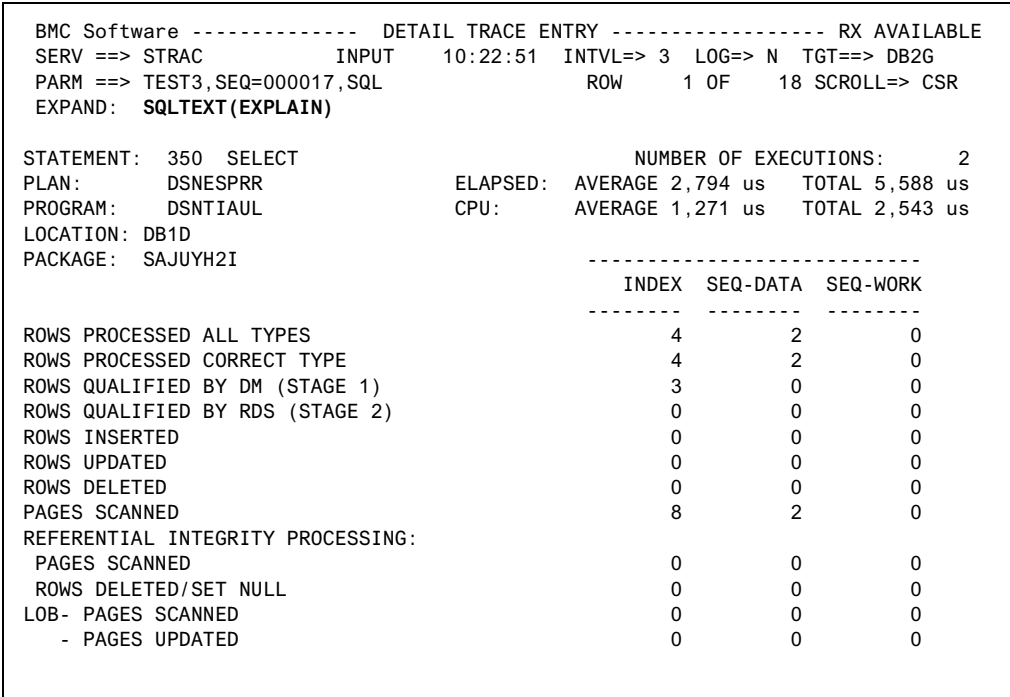 BMC Software -------------- DETAIL TRACE ENTRY ------------------ RX AVAILABLE
SERV ==> STRAC INPUT 10:22:51 INTVL=> 3 LOG=> N TGT==> DB2G
PARM ==> TEST3,SEQ=000017,SQL ROW 1 OF 18 SCROLL=> CSR
EXPAND: SQLTEXT(EXPLAIN)
STATEMENT: 350 SELECT NUMBER OF EXECUTIONS: 2
PLAN: DSNESPRR ELAPSED: AVERAGE 2,794 us TOTAL 5,588 us
PROGRAM: DSNTIAUL CPU: AVERAGE 1,271 us TOTAL 2,543 us
LOCATION: DB1D
PACKAGE: SAJUYH2I ----------------------------
INDEX SEQ-DATA SEQ-WORK
-------- -------- --------
ROWS PROCESSED ALL TYPES 4 2 0
ROWS PROCESSED CORRECT TYPE 4 2 0
ROWS QUALIFIED BY DM (STAGE 1) 3 0 0
ROWS QUALIFIED BY RDS (STAGE 2) 0 0 0
ROWS INSERTED 0 0 0
ROWS UPDATED 0 0 0
ROWS DELETED 0 0 0
PAGES SCANNED 8 2 0
REFERENTIAL INTEGRITY PROCESSING:
PAGES SCANNED 0 0 0
ROWS DELETED/SET NULL 0 0 0
LOB- PAGES SCANNED 0 0 0
- PAGES UPDATED 0 0 0